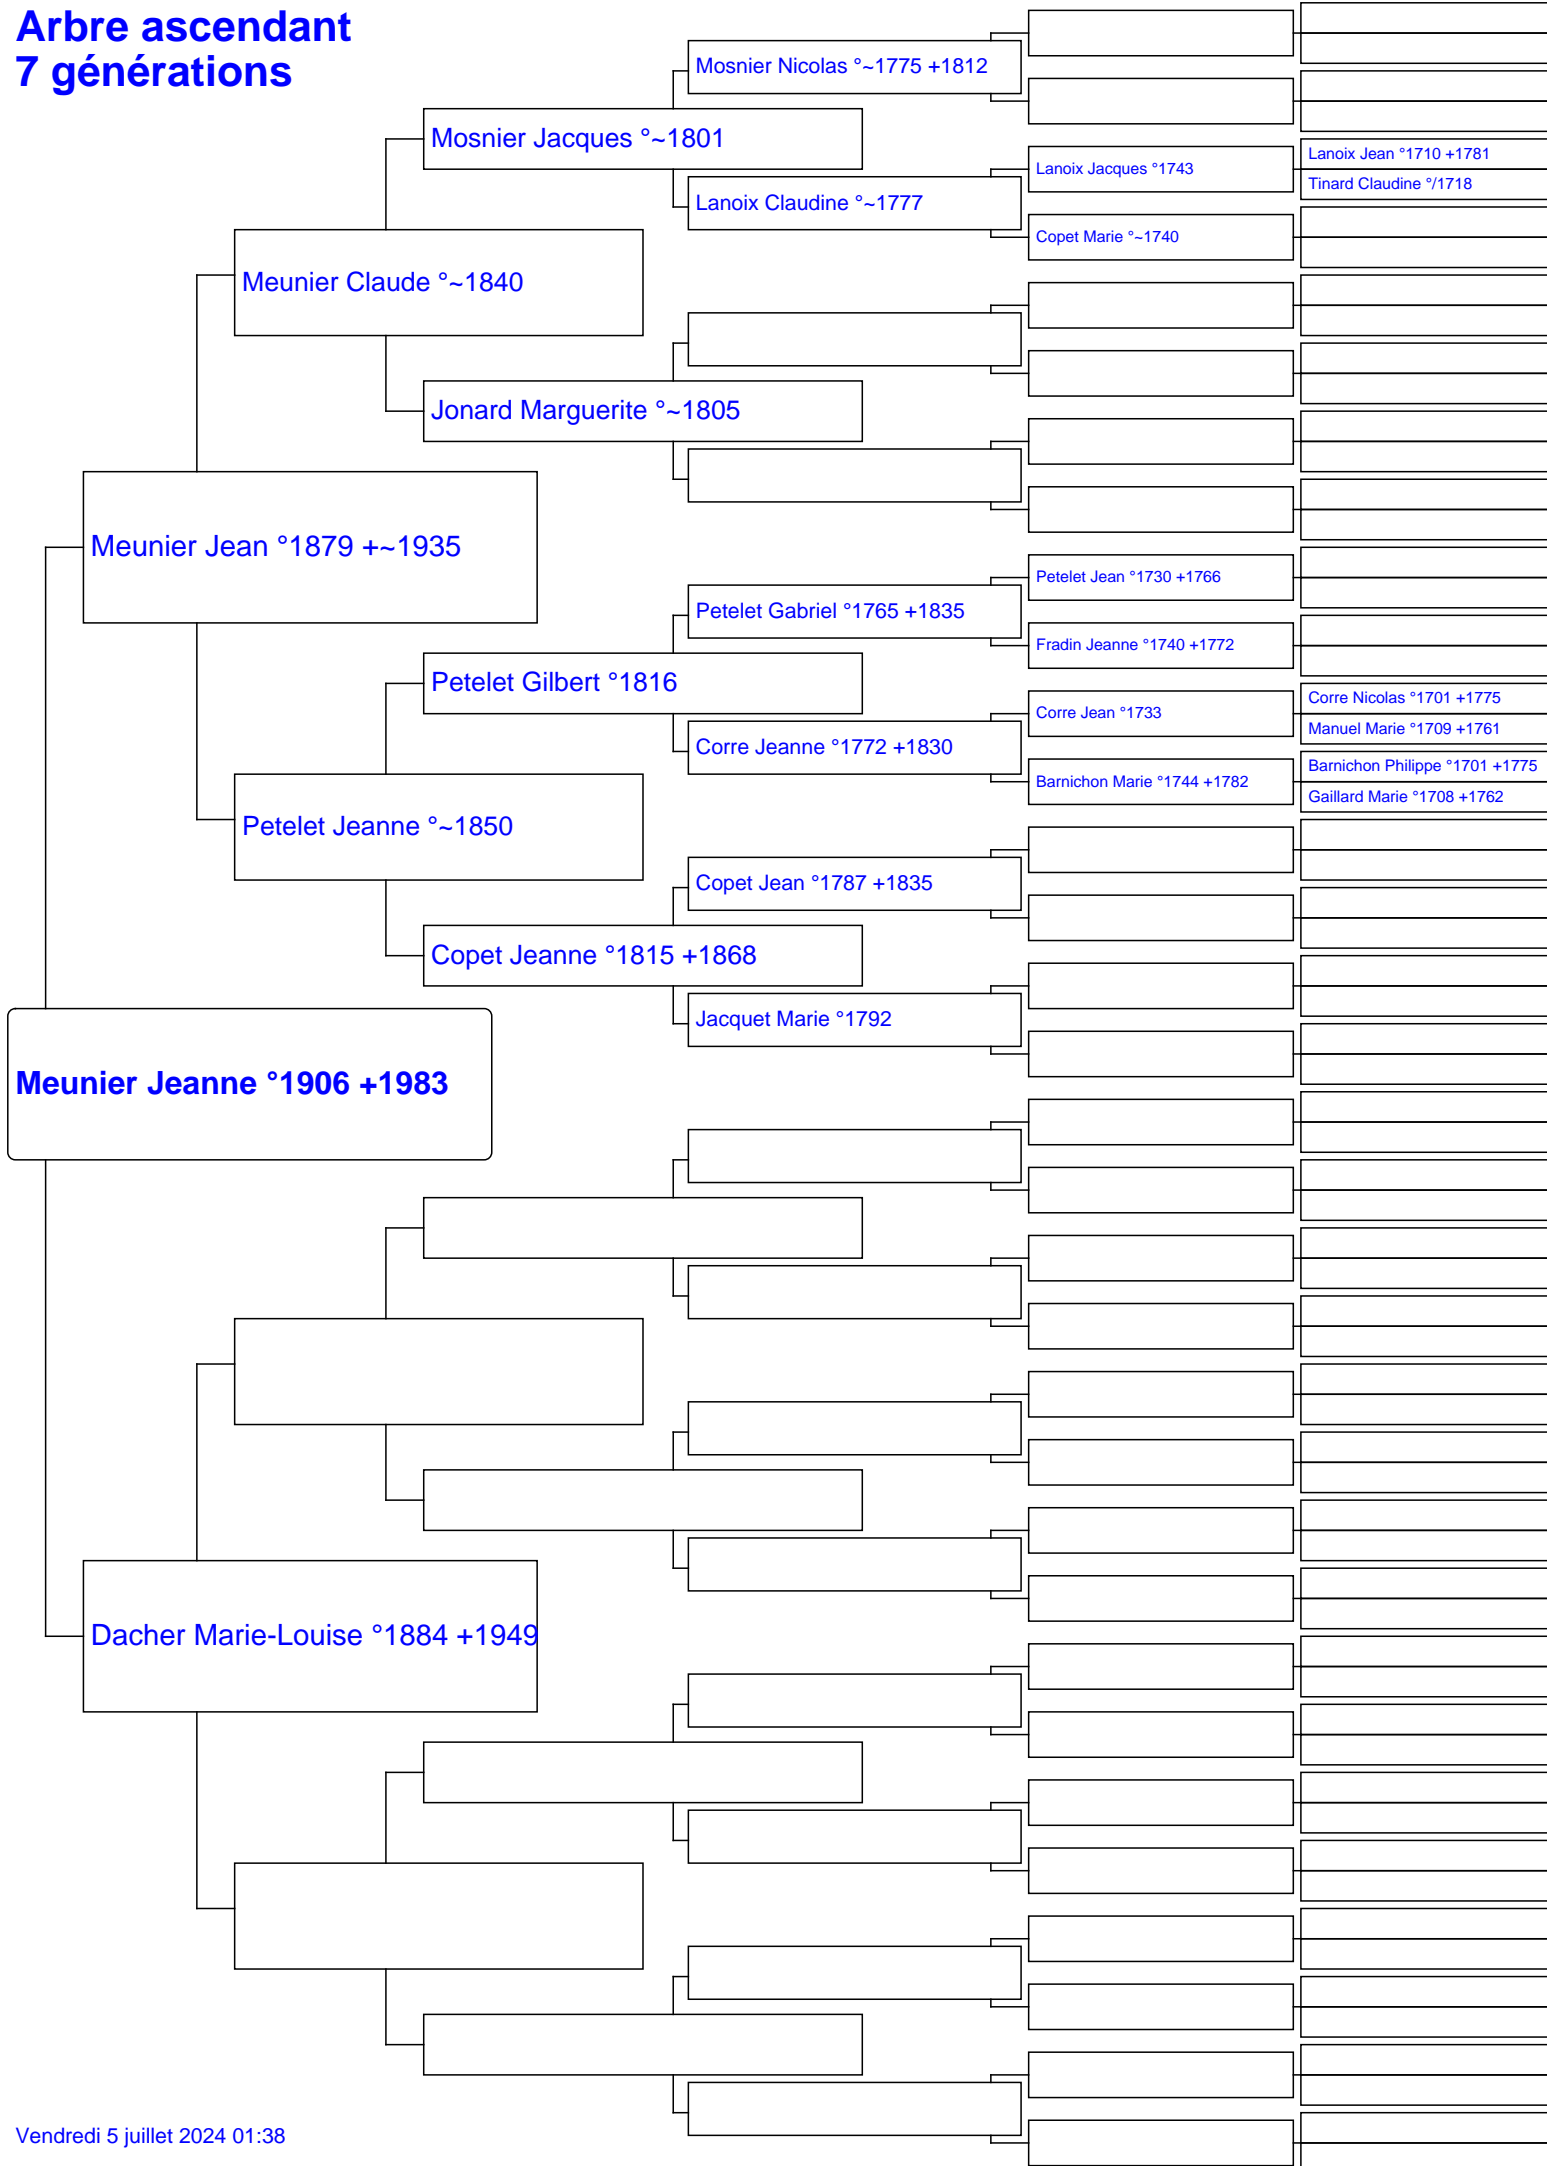 Arbre ascendant
7 générations
Mosnier Nicolas °~1775 +1812
Mosnier Jacques °~1801
Lanoix Jean °1710 +1781
Lanoix Jacques °1743
Tinard Claudine °/1718
Lanoix Claudine °~1777
Copet Marie °~1740
Meunier Claude °~1840
Jonard Marguerite °~1805
Meunier Jean °1879 +~1935
Petelet Jean °1730 +1766
Petelet Gabriel °1765 +1835
Fradin Jeanne °1740 +1772
Petelet Gilbert °1816
Corre Nicolas °1701 +1775
Corre Jean °1733
Manuel Marie °1709 +1761
Corre Jeanne °1772 +1830
Barnichon Philippe °1701 +1775
Barnichon Marie °1744 +1782
Gaillard Marie °1708 +1762
Petelet Jeanne °~1850
Copet Jean °1787 +1835
Copet Jeanne °1815 +1868
Jacquet Marie °1792
Meunier Jeanne °1906 +1983
Dacher Marie-Louise °1884 +1949
Vendredi 5 juillet 2024 01:38